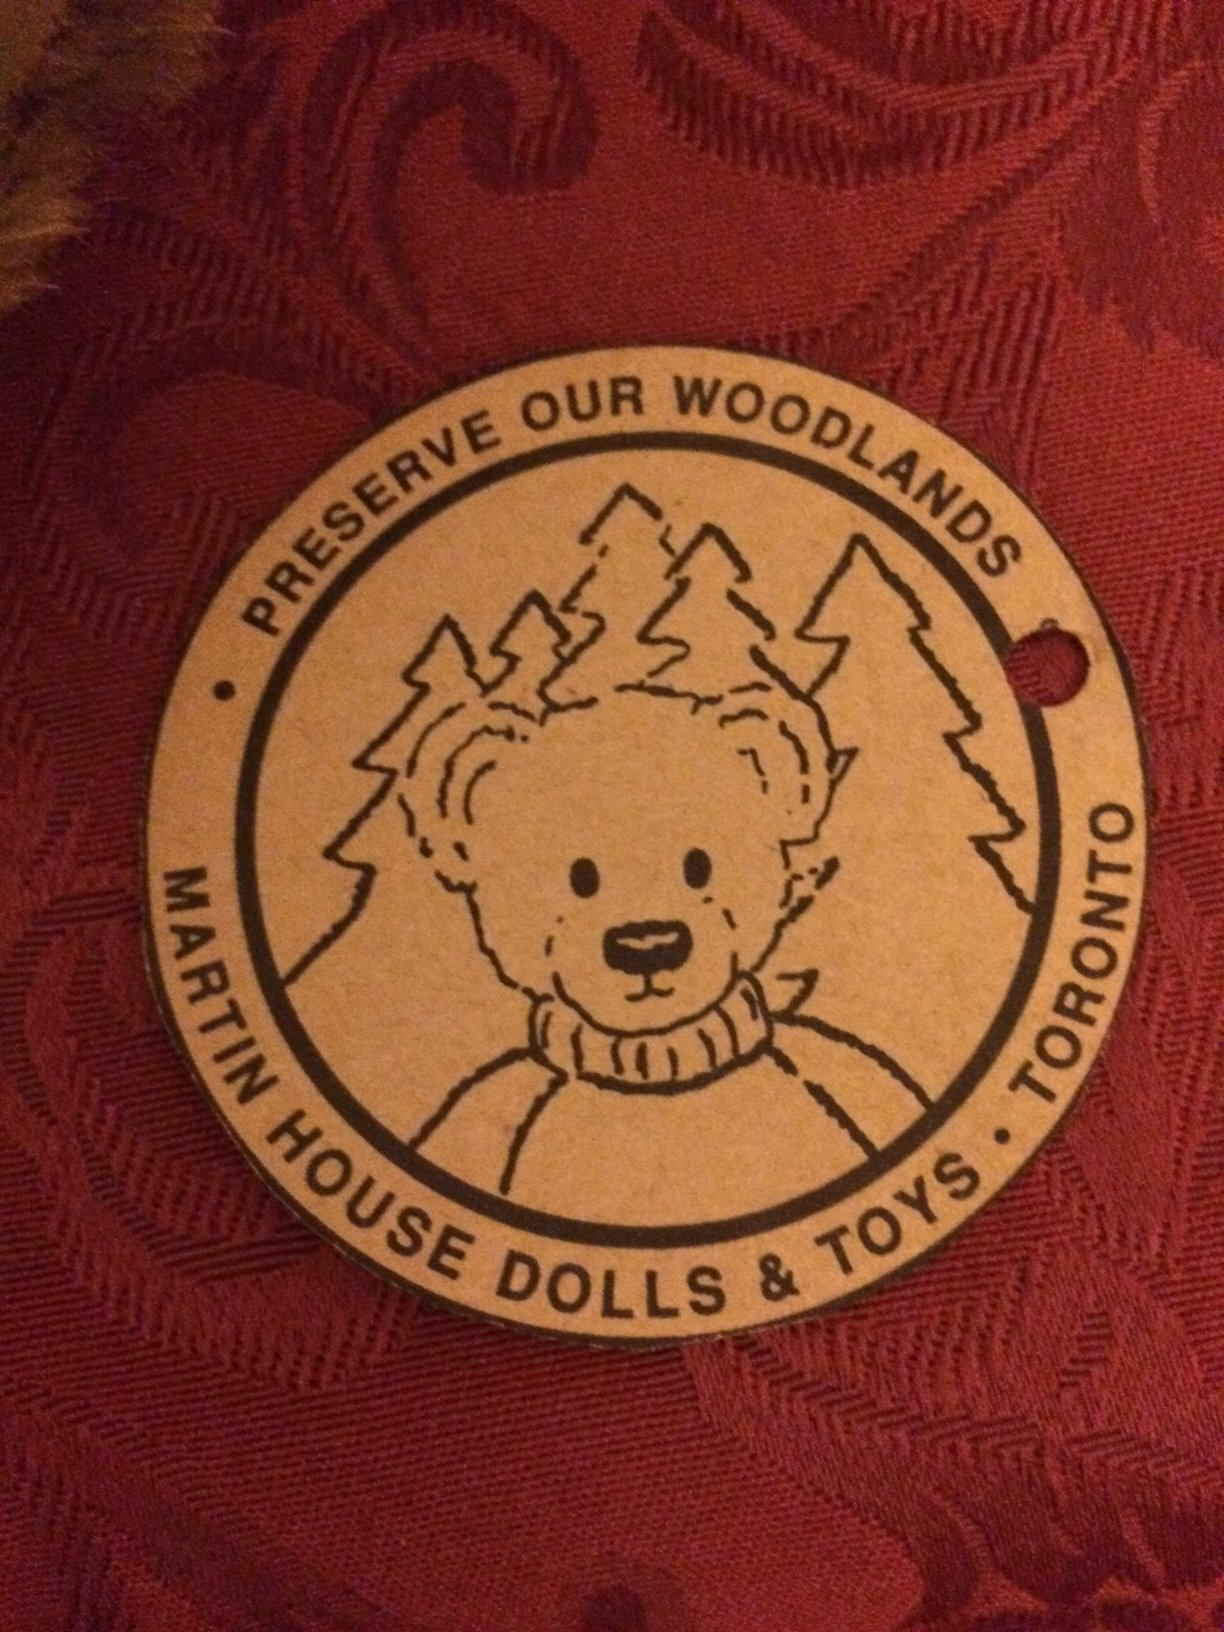 • PRESERVE OUR WOODLANDS
MARTIN HOUSE DOLLS & TOYS • TORONTO